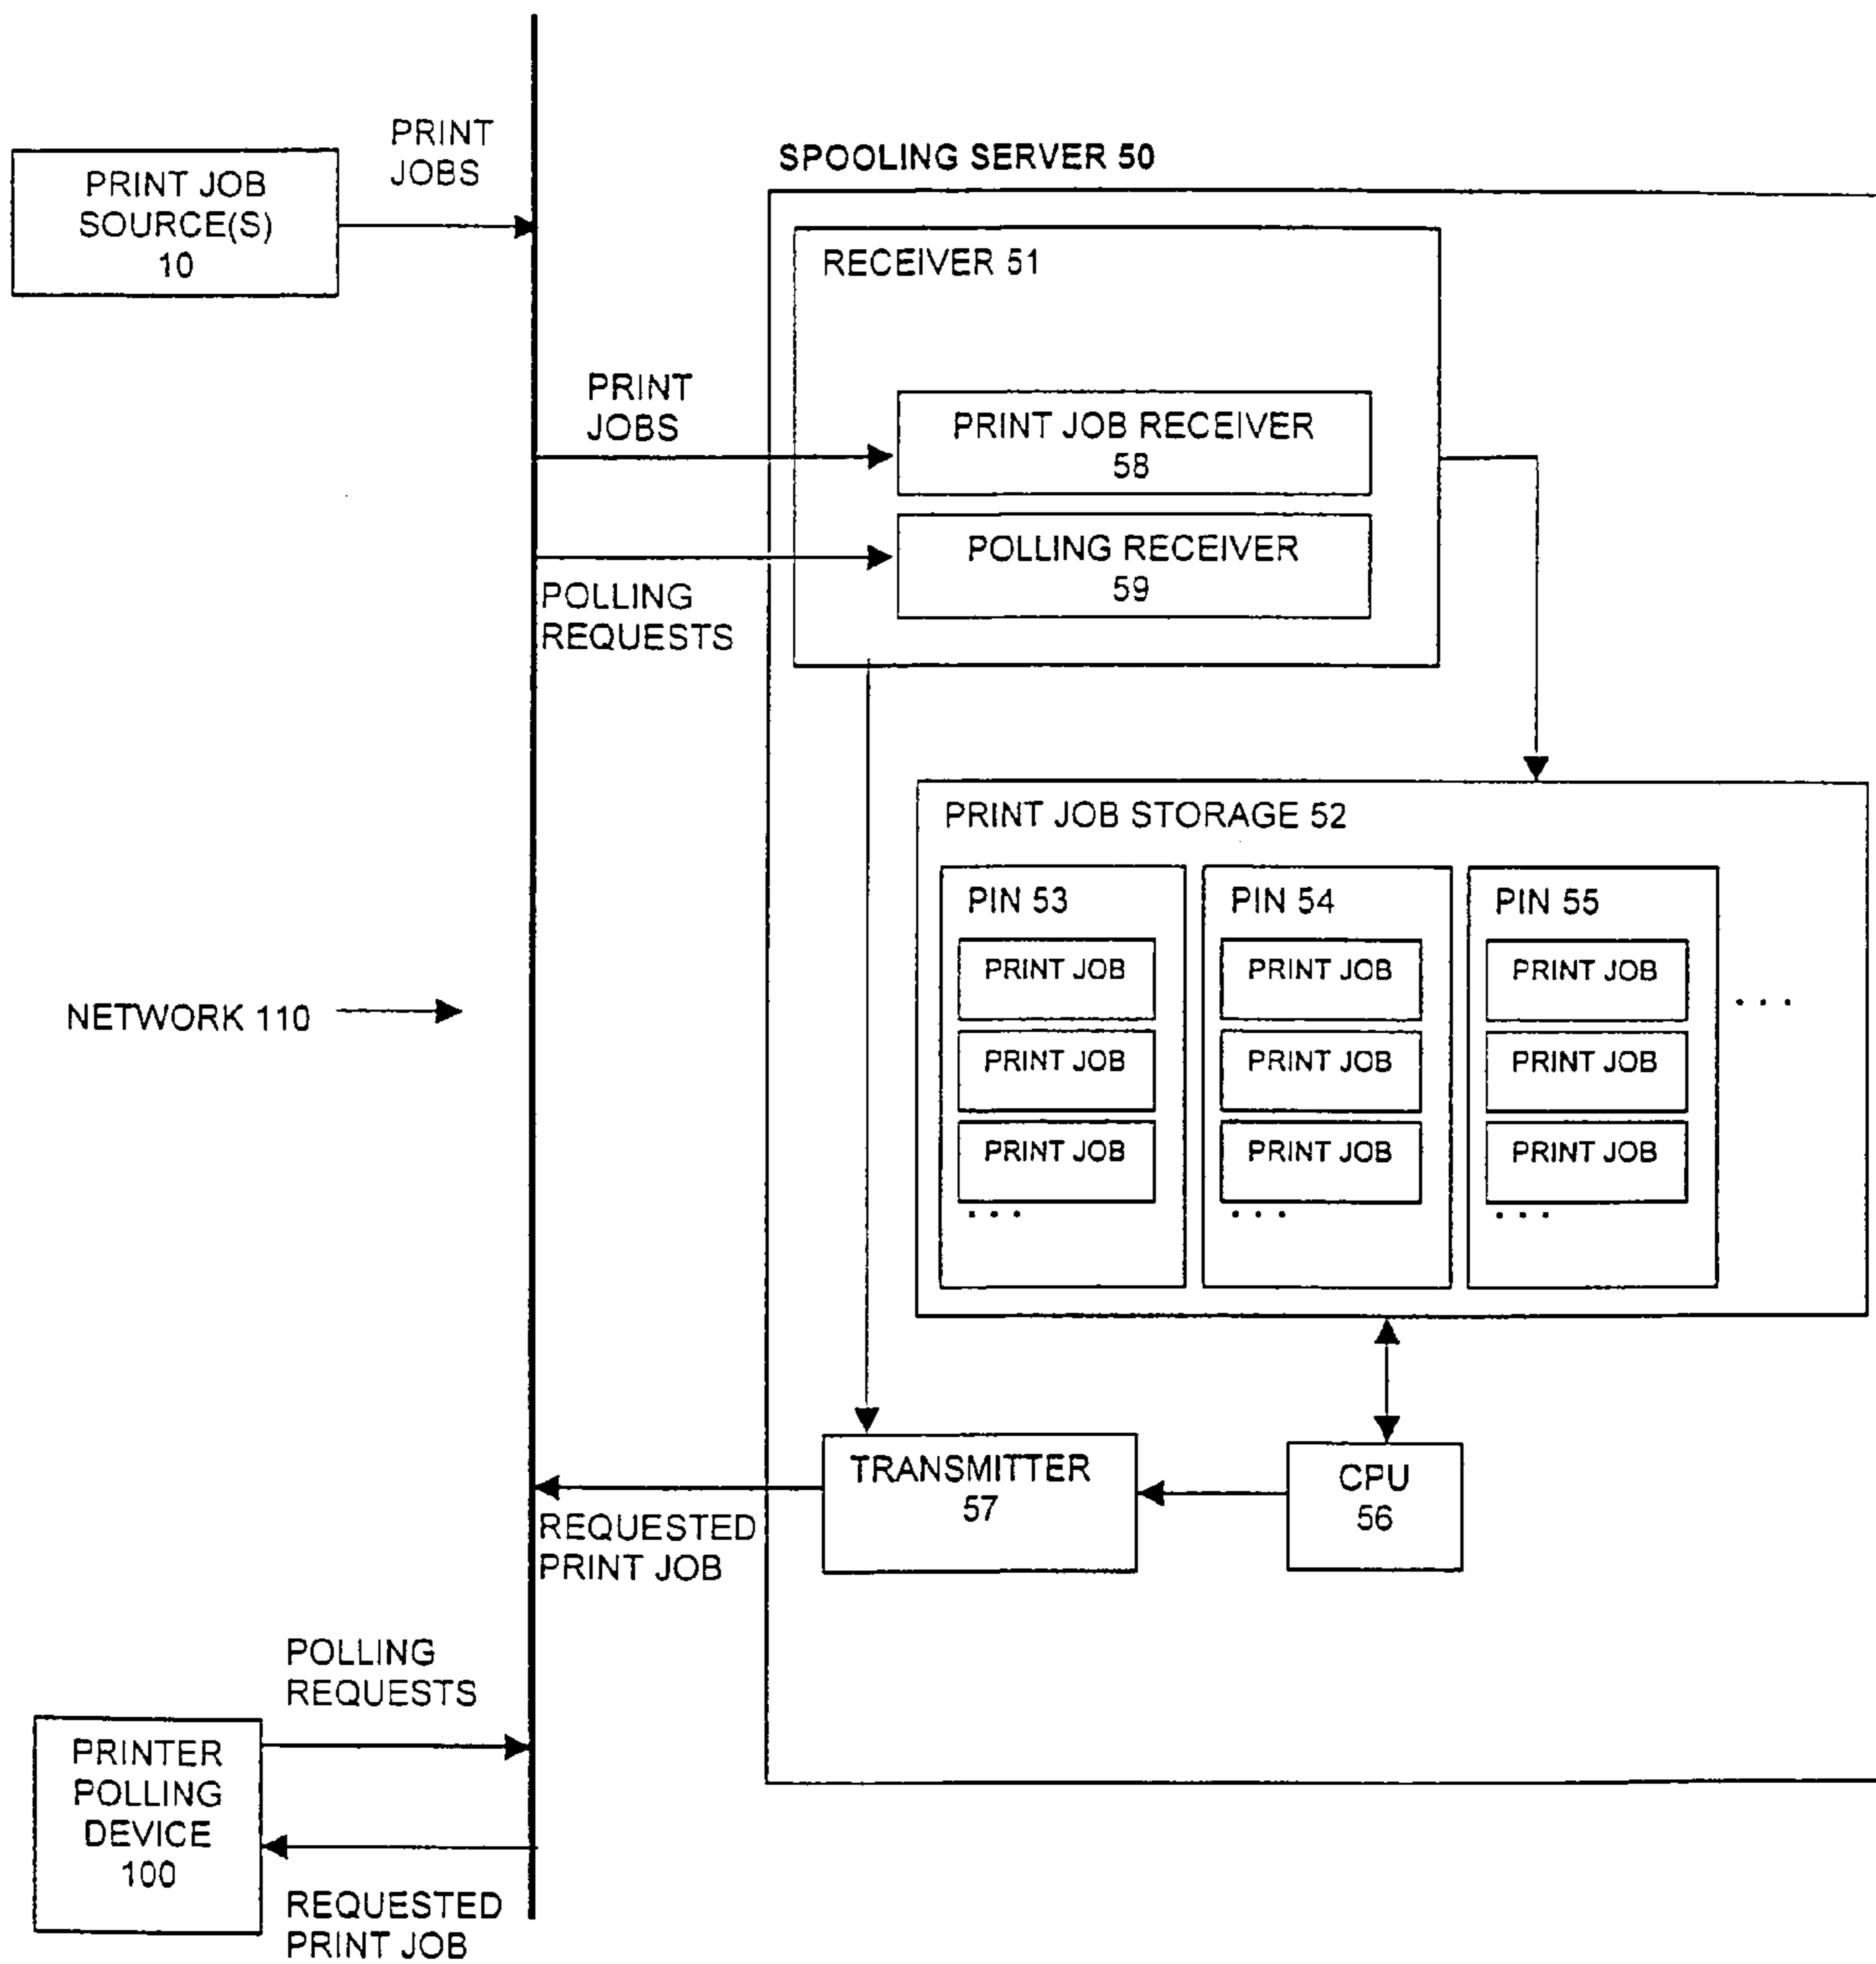 PRINT JOB
SOURCE(S)
10
PRINT
JOBS
SPOOLING SERVER 50
RECEIVER 51
PRINT
JOBS
PRINT JOB RECEIVER
58
POLLING RECEIVER
59
POLLING
REQUESTS
PRINT JOB STORAGE 52
PIN 53
PRINT JOB
PRINT JOB
PRINT JOB
. . .
PIN 54
PRINT JOB
PRINT JOB
PRINT JOB
. . .
PIN 55
PRINT JOB
PRINT JOB
PRINT JOB
. . .
. . .
NETWORK 110
TRANSMITTER
57
CPU
56
REQUESTED
PRINT JOB
POLLING
REQUESTS
PRINTER
POLLING
DEVICE
100
REQUESTED
PRINT JOB